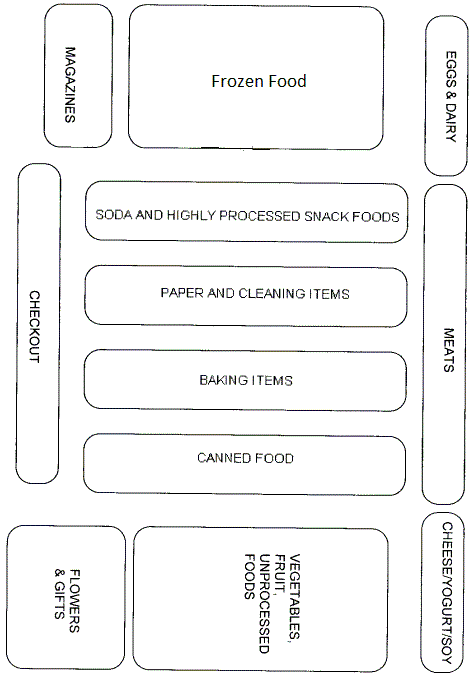 MAGAZINES
Frozen Food
EGGS & DAIRY
SODA AND HIGHLY PROCESSED SNACK FOODS
CHECKOUT
PAPER AND CLEANING ITEMS
MEATS
BAKING ITEMS
CANNED FOOD
FLOWERS
& GIFTS
VEGETABLES,
FRUIT,
UNPROCESSED
FOODS
CHEESE/YOGURT/SOY